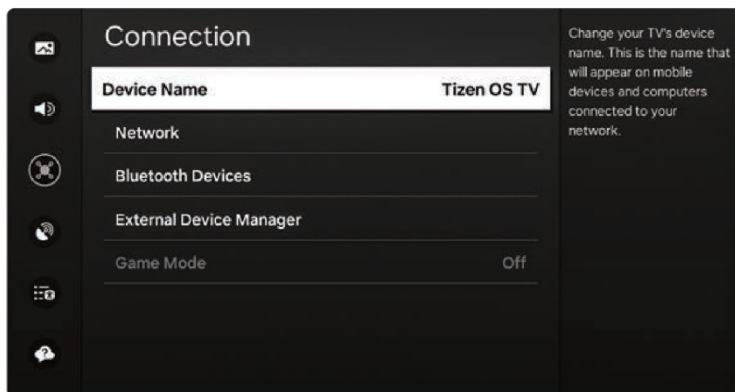 Connection
Device Name Tizen OS TV
Network
Bluetooth Devices
External Device Manager
Game Mode Off
Change your TV's device
name. This is the name that
will appear on mobile
devices and computers
connected to your
network.